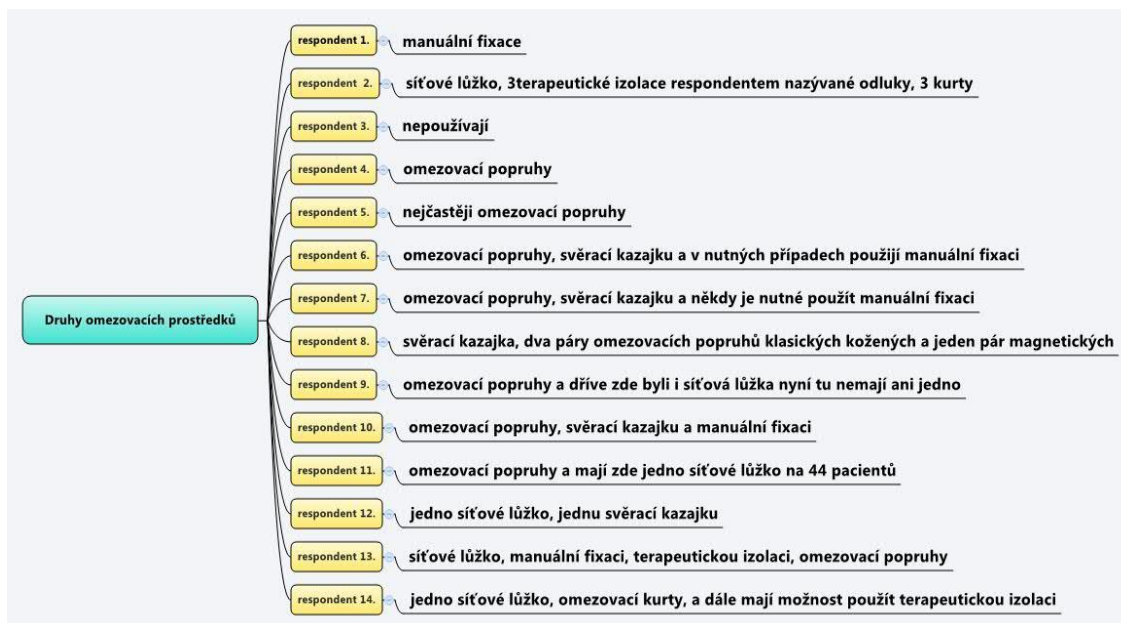 respondent 1. manuální fixace
respondent 2. síťové lůžko, 3terapeutické izolace respondentem nazývané odluky, 3 kurty
respondent 3. nepoužívají
respondent 4. omezovací popruhy
respondent 5. nejčastěji omezovací popruhy
respondent 6. omezovací popruhy, svěrací kazajku a v nutných případech použijí manuální fixaci
respondent 7. omezovací popruhy, svěrací kazajku a někdy je nutné použít manuální fixaci
Druhy omezovacích prostředků
respondent 8. svěrací kazajka, dva páry omezovacích popruhů klasických kožených a jeden pár magnetických
respondent 9. omezovací popruhy a dříve zde byli i síťová lůžka nyní tu nemají ani jedno
respondent 10. omezovací popruhy, svěrací kazajku a manuální fixaci
respondent 11. omezovací popruhy a mají zde jedno síťové lůžko na 44 pacientů
respondent 12. jedno síťové lůžko, jednu svěrací kazajku
respondent 13. síťové lůžko, manuální fixaci, terapeutickou izolaci, omezovací popruhy
respondent 14. jedno síťové lůžko, omezovací kurty, a dále mají možnost použít terapeutickou izolaci